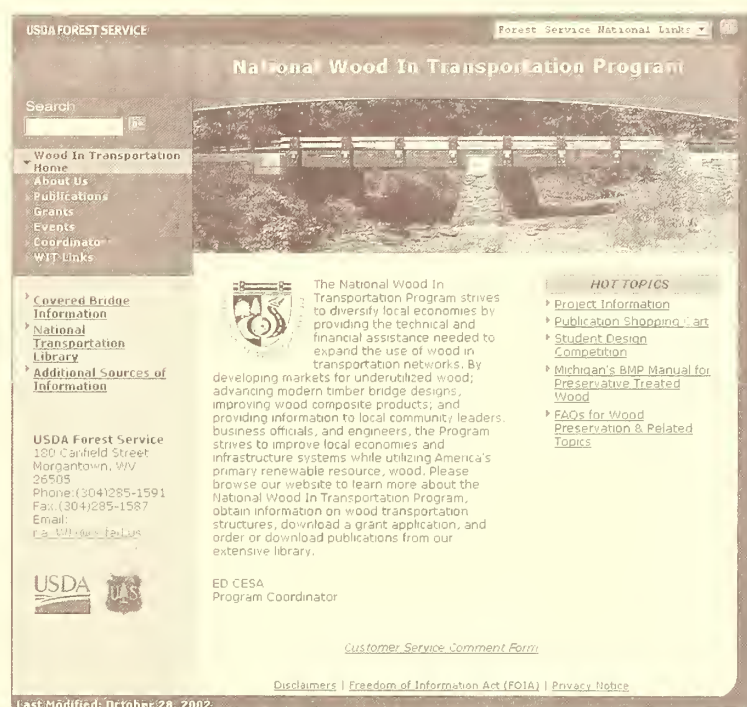 USDA FOREST SERVICE
Forest Service National Links
National Wood In Transportation Program
Search
Wood In Transportation
Home
About Us
Publications
Grants
Events
Coordinator
WIT Links
Covered Bridge
Information
National
Transportation
Library
Additional Sources of
Information
USDA Forest Service
180 Canfield Street
Morgantown, WV
26505
Phone:(304)285-1591
Fax:(304)285-1587
Email:
USDA
UAS
The National Wood In
Transportation Program strives
to diversify local economies by
providing the technical and
financial assistance needed to
expand the use of wood in
transportation networks. By
developing markets for underutilized wood;
advancing modern timber bridge designs,
improving wood composite products; and
providing information to local community leaders,
business officials, and engineers, the Program
strives to improve local economies and
infrastructure systems while utilizing America's
primary renewable resource, wood. Please
browse our website to learn more about the
National Wood In Transportation Program,
obtain information on wood transportation
structures, download a grant application, and
order or download publications from our
extensive library.
ED CESA
Program Coordinator
HOT TOPICS
Project Information
Publication Shopping Cart
Student Design
Competition
Michigan's BMP Manual for
Preservative Treated
Wood
FAQs for Wood
Preservation & Related
Topics
Customer Service Comment Form
Disclaimers | Freedom of Information Act (FOIA) | Privacy Notice
Last Modified: October 28, 2002